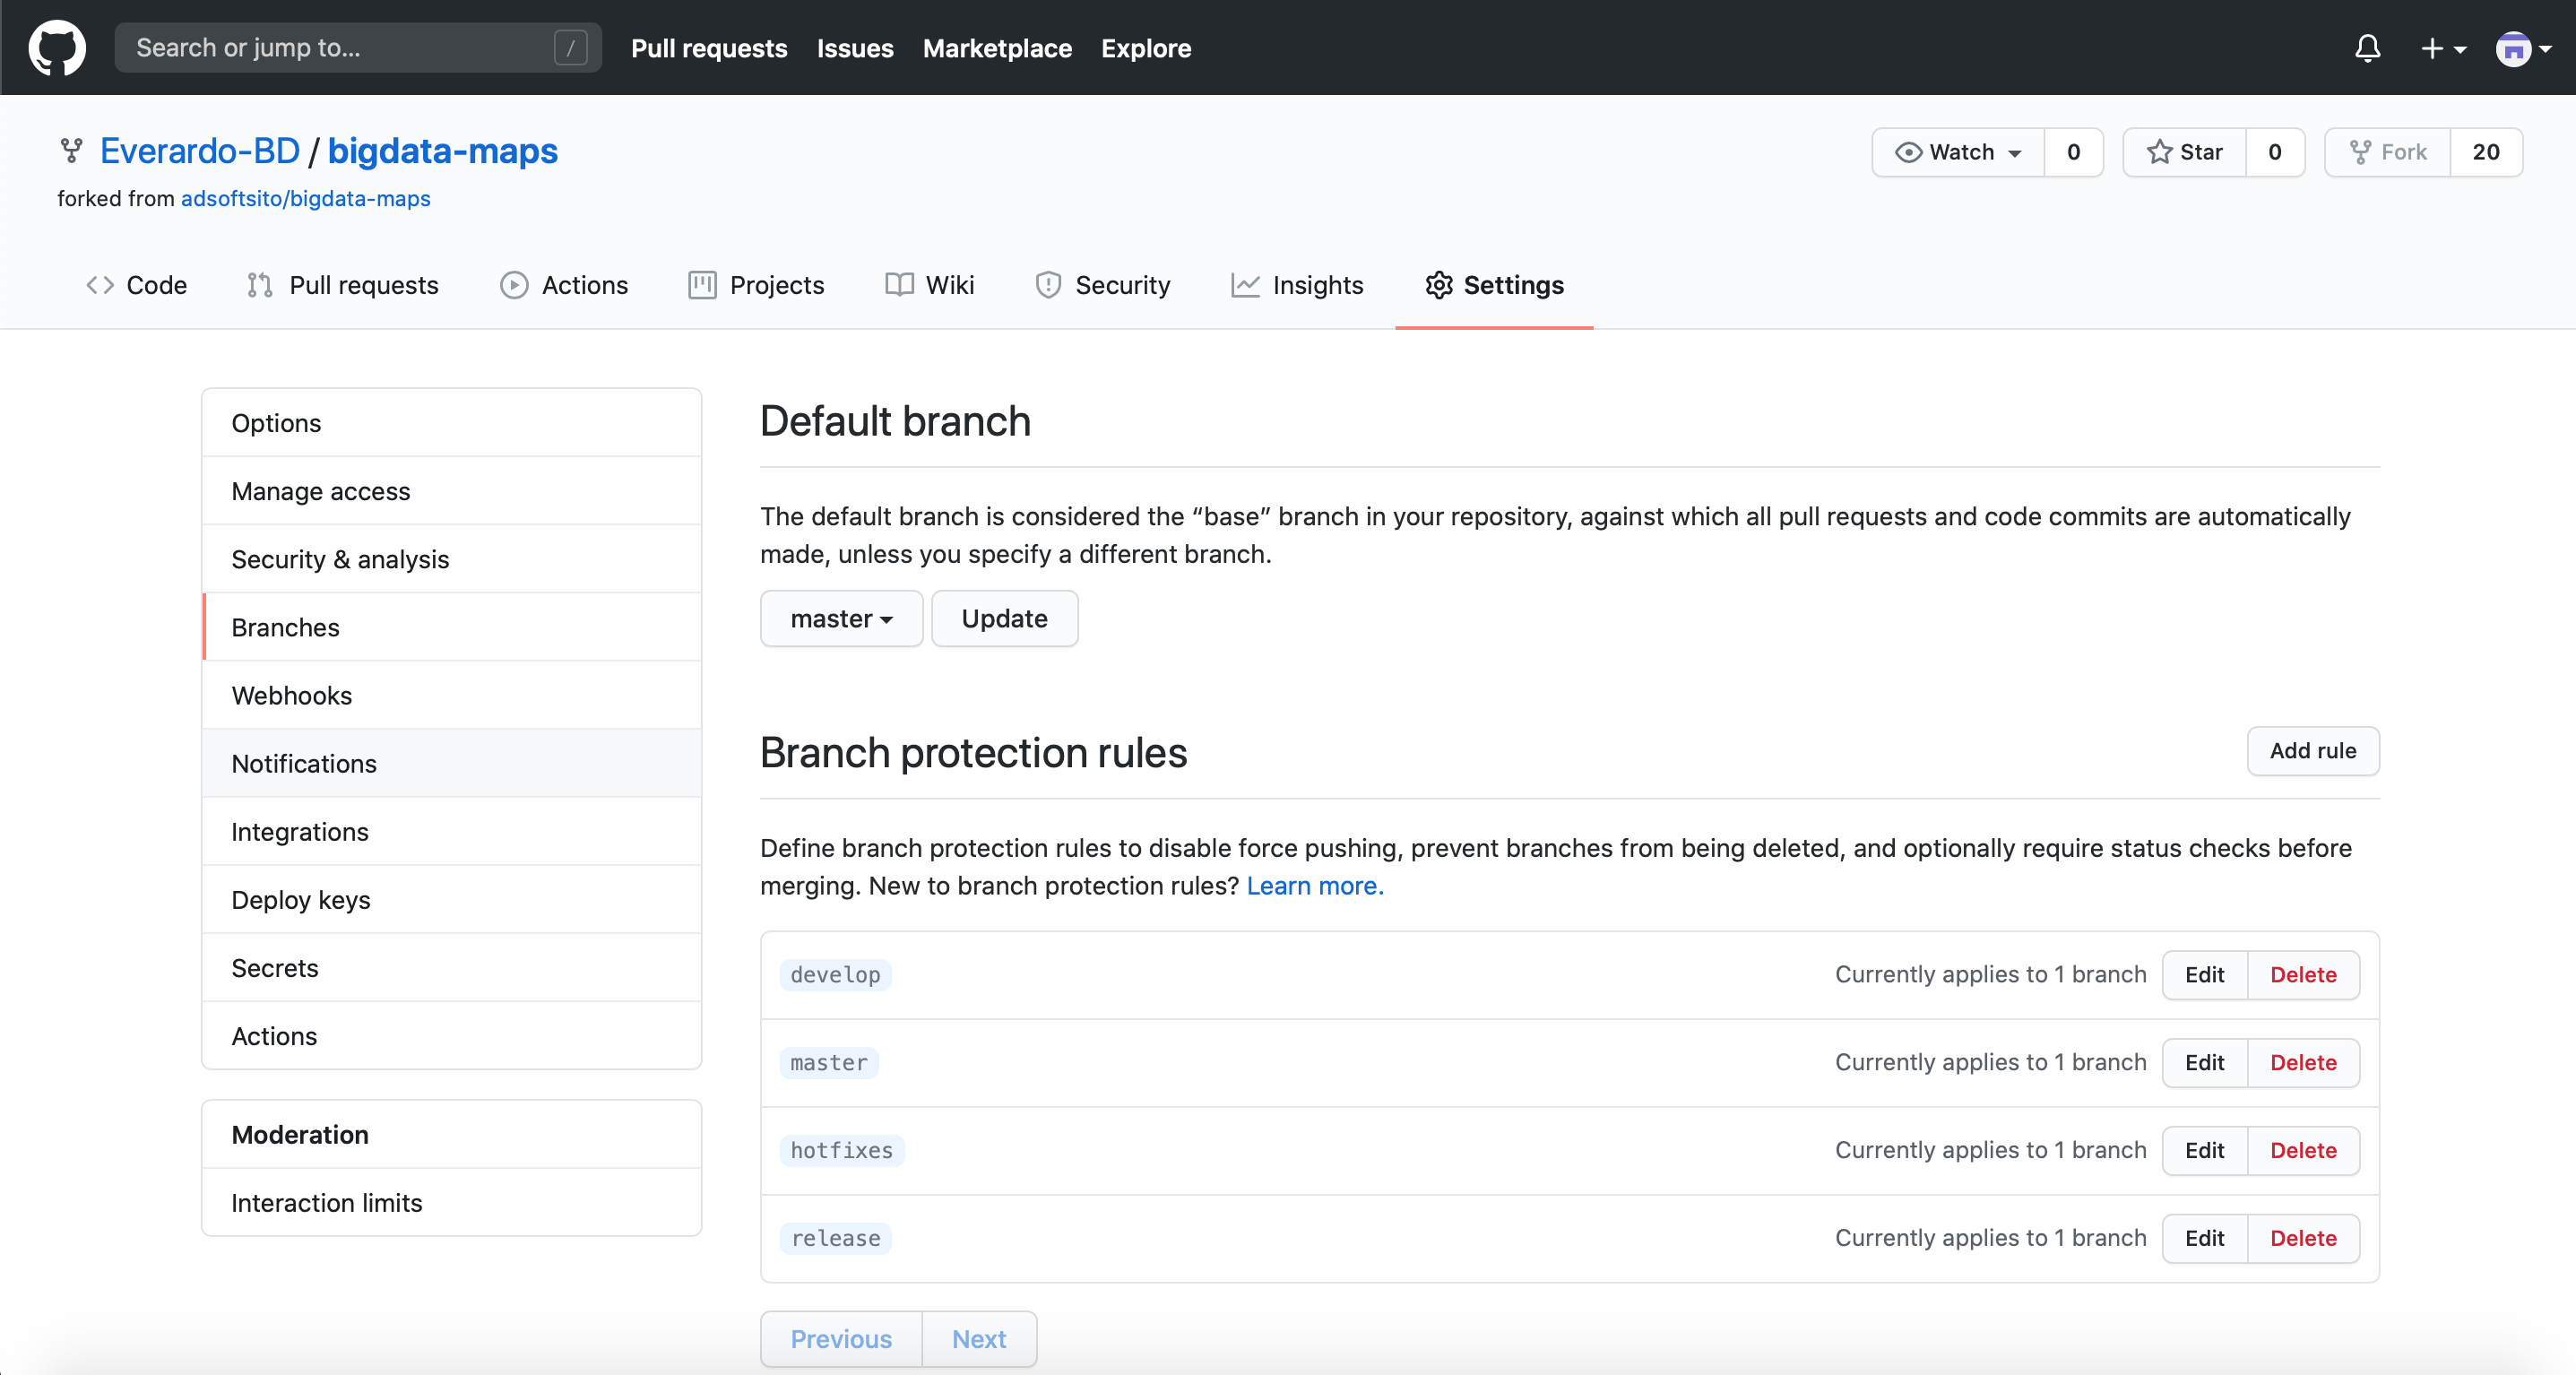 Search or jump to... /
Pull requests Issues Marketplace Explore
Everardo-BD / bigdata-maps
Watch 0 Star 0 Fork 20
forked from adsoftsito/bigdata-maps
Code Pull requests Actions Projects Wiki Security Insights Settings
Options
Manage access
Security & analysis
Branches
Webhooks
Notifications
Integrations
Deploy keys
Secrets
Actions
Moderation
Interaction limits
Default branch
The default branch is considered the “base” branch in your repository, against which all pull requests and code commits are automatically
made, unless you specify a different branch.
master Update
Branch protection rules Add rule
Define branch protection rules to disable force pushing, prevent branches from being deleted, and optionally require status checks before
merging. New to branch protection rules? Learn more.
develop Currently applies to 1 branch Edit Delete
master Currently applies to 1 branch Edit Delete
hotfixes Currently applies to 1 branch Edit Delete
release Currently applies to 1 branch Edit Delete
Previous Next